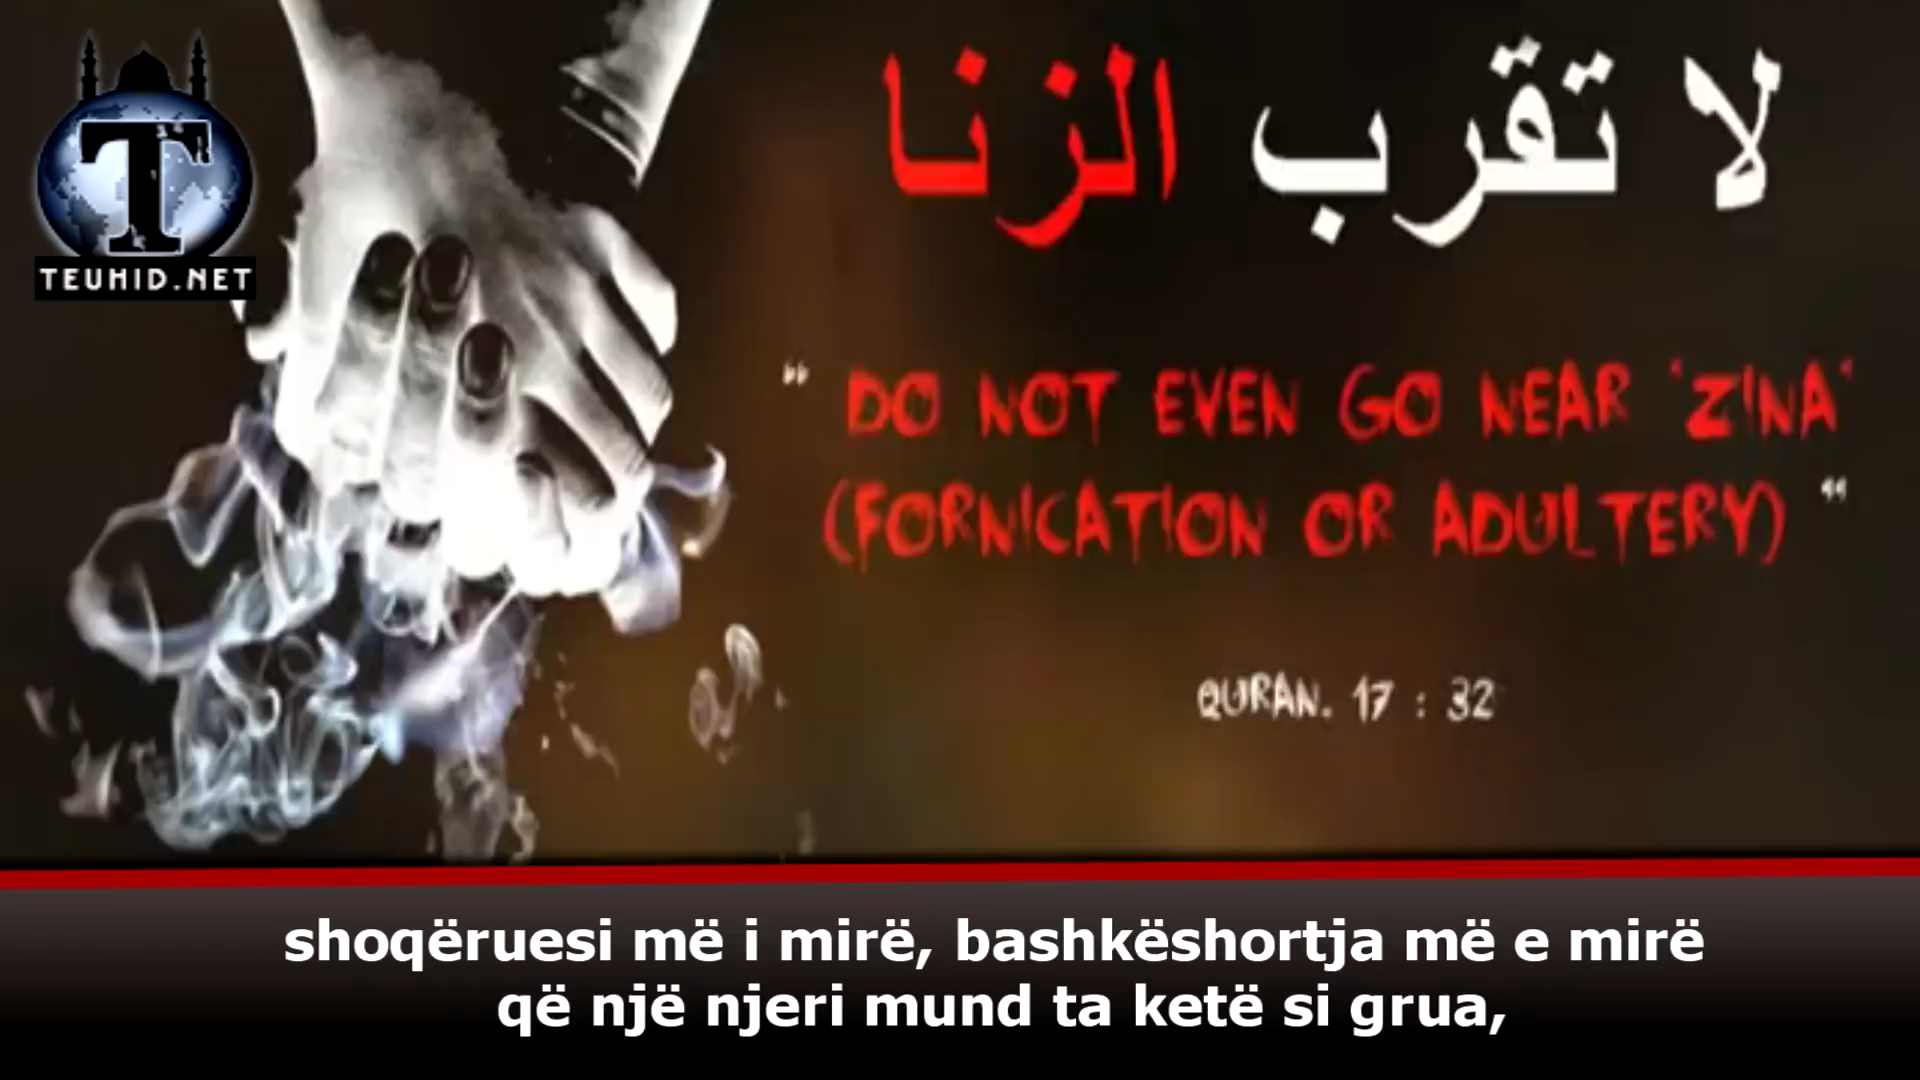 TEUHID.NET
لا تقرب الزنا
" DO NOT EVEN GO NEAR 'ZINA'
(FORNICATION OR ADULTERY) "
QURAN. 17 : 32
shoqëruesi më i mirë, bashkëshortja më e mirë
që një njeri mund ta ketë si grua,